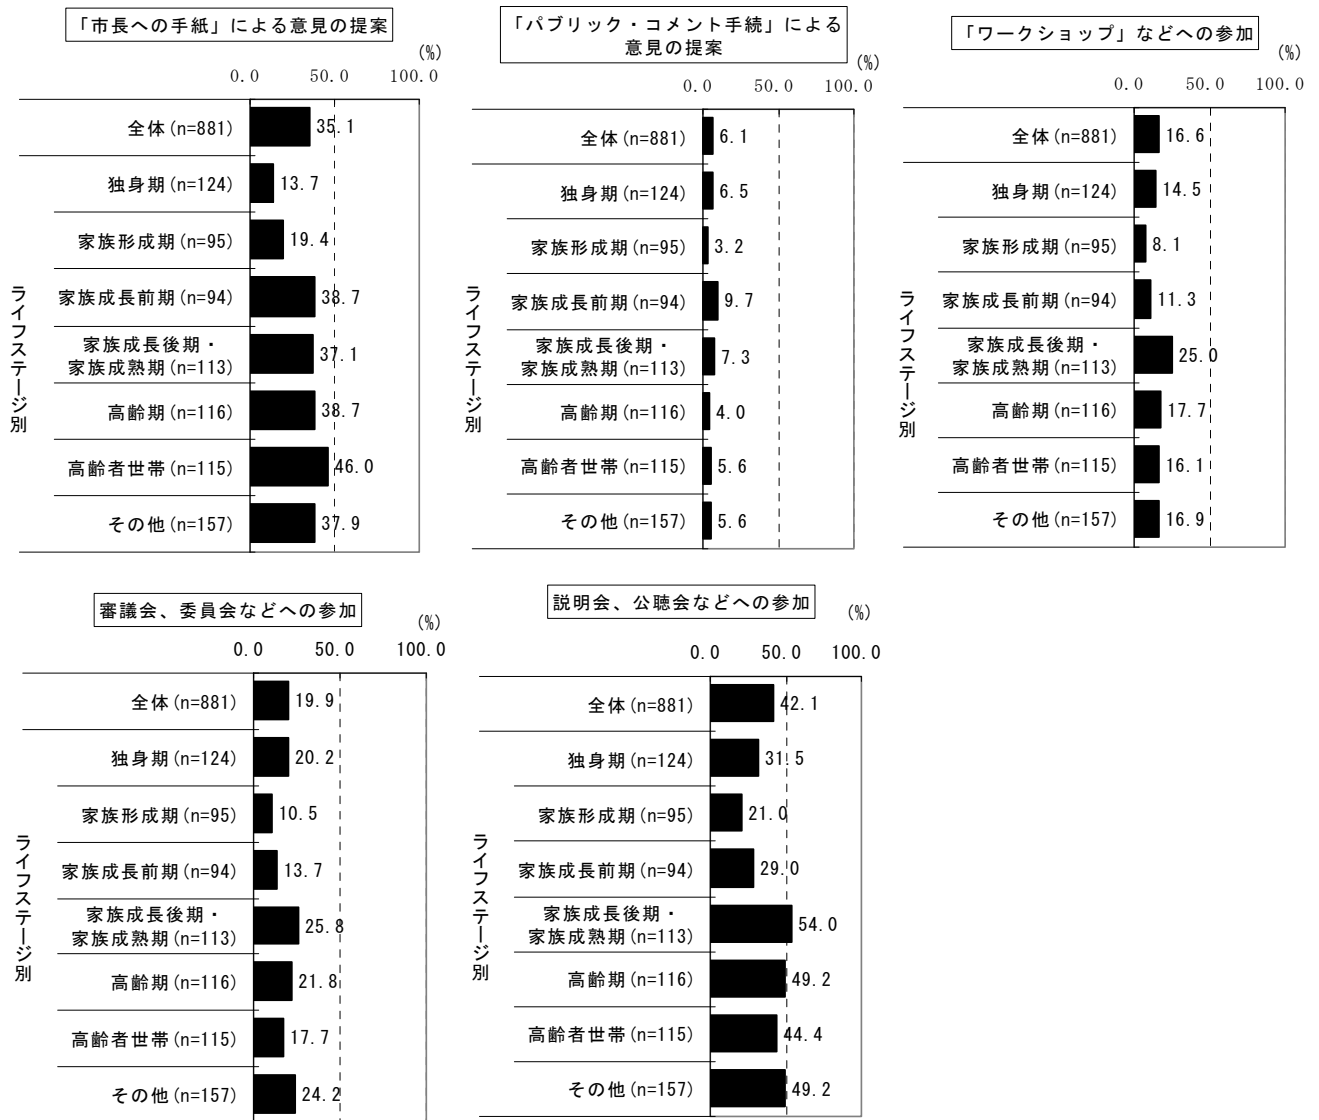 「市長への手紙」による意見の提案
(%)
0.0 50.0 100.0
全体(n=881) 35.1
独身期(n=124) 13.7
家族形成期(n=95) 19.4
家族成長前期(n=94) 38.7
家族成長後期・
家族成熟期(n=113) 37.1
高齢期(n=116) 38.7
高齢者世帯(n=115) 46.0
その他(n=157) 37.9
ライフステージ別
「パブリック・コメント手続」による
意見の提案
(%)
0.0 50.0 100.0
全体(n=881) 6.1
独身期(n=124) 6.5
家族形成期(n=95) 3.2
家族成長前期(n=94) 9.7
家族成長後期・
家族成熟期(n=113) 7.3
高齢期(n=116) 4.0
高齢者世帯(n=115) 5.6
その他(n=157) 5.6
ライフステージ別
「ワークショップ」などへの参加
(%)
0.0 50.0 100.0
全体(n=881) 16.6
独身期(n=124) 14.5
家族形成期(n=95) 8.1
家族成長前期(n=94) 11.3
家族成長後期・
家族成熟期(n=113) 25.0
高齢期(n=116) 17.7
高齢者世帯(n=115) 16.1
その他(n=157) 16.9
ライフステージ別
審議会、委員会などへの参加
(%)
0.0 50.0 100.0
全体(n=881) 19.9
独身期(n=124) 20.2
家族形成期(n=95) 10.5
家族成長前期(n=94) 13.7
家族成長後期・
家族成熟期(n=113) 25.8
高齢期(n=116) 21.8
高齢者世帯(n=115) 17.7
その他(n=157) 24.2
ライフステージ別
説明会、公聴会などへの参加
(%)
0.0 50.0 100.0
全体(n=881) 42.1
独身期(n=124) 31.5
家族形成期(n=95) 21.0
家族成長前期(n=94) 29.0
家族成長後期・
家族成熟期(n=113) 54.0
高齢期(n=116) 49.2
高齢者世帯(n=115) 44.4
その他(n=157) 49.2
ライフステージ別